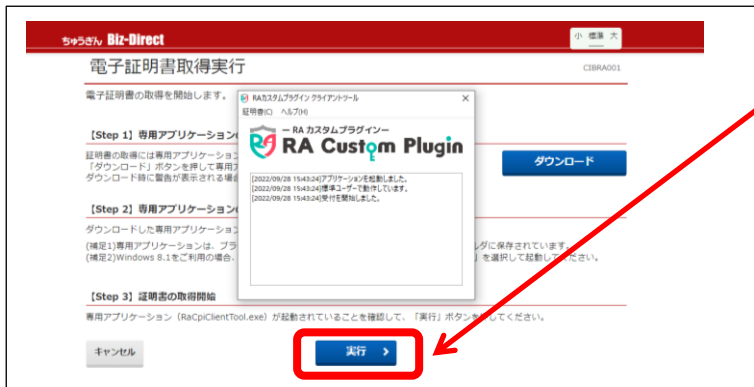 ちゅうぎん Biz-Direct
小 標準 大
電子証明書取得実行
CIBRA001
電子証明書の取得を開始します。
RAカスタムプラグイン クライアントツール
証明書(C) ヘルプ(H)
RA カスタムプラグイン
RA Custom Plugin
[2022/09/28 15:43:24]アプリケーションを起動しました。
[2022/09/28 15:43:24]標準ユーザーで動作しています。
[2022/09/28 15:43:24]受付を開始しました。
【Step 1】専用アプリケーション
証明書の取得には専用アプリケーション
「ダウンロード」ボタンを押して専用
ダウンロード時に警告が表示される場合
ダウンロード
【Step 2】専用アプリケーション
ダウンロードした専用アプリケーション
(補足1)専用アプリケーションは、ブラ ルダに保存されています。
(補足2)Windows 8.1をご利用の場合、 」を選択して起動してください。
【Step 3】証明書の取得開始
専用アプリケーション（RaCpiClientTool.exe）が起動されていることを確認して、「実行」ボタンを してください。
キャンセル
実行